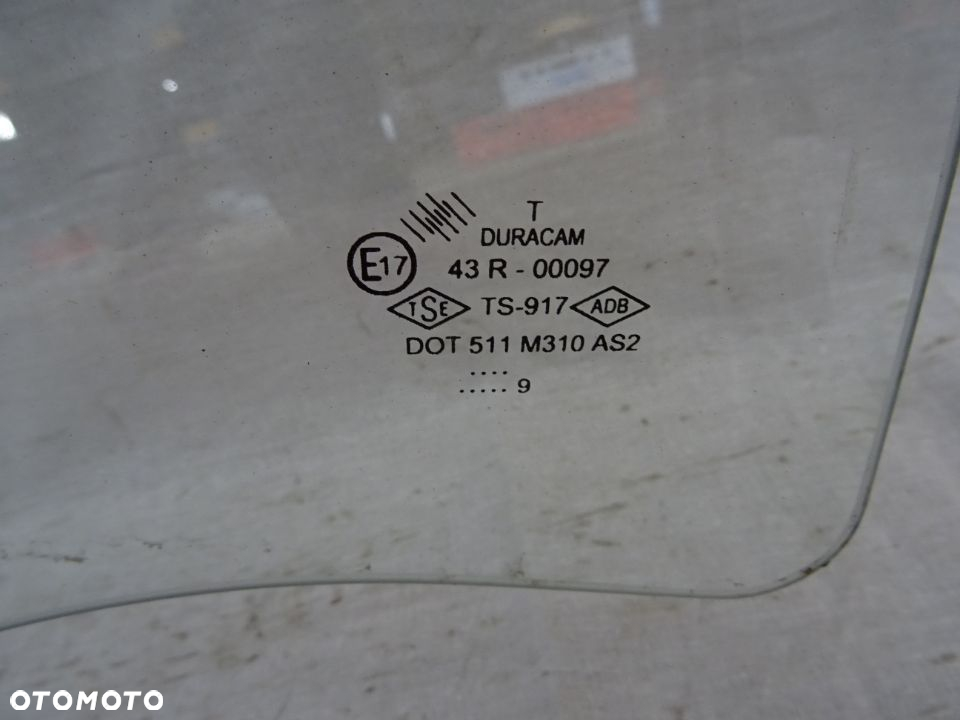 T
DURACAM
E17 43 R - 00097
TSE TS-917 ADB
DOT 511 M310 AS2
....
..... 9
OTOMOTO